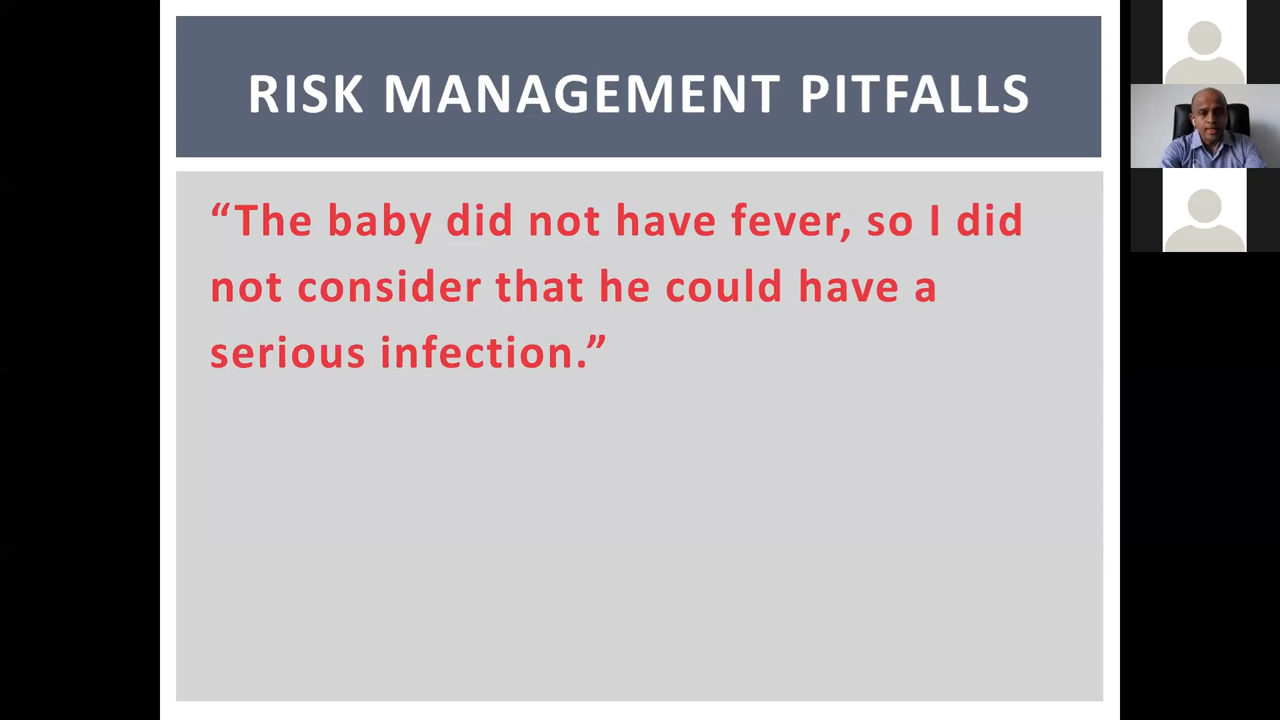 RISK MANAGEMENT PITFALLS
“The baby did not have fever, so I did
not consider that he could have a
serious infection.”